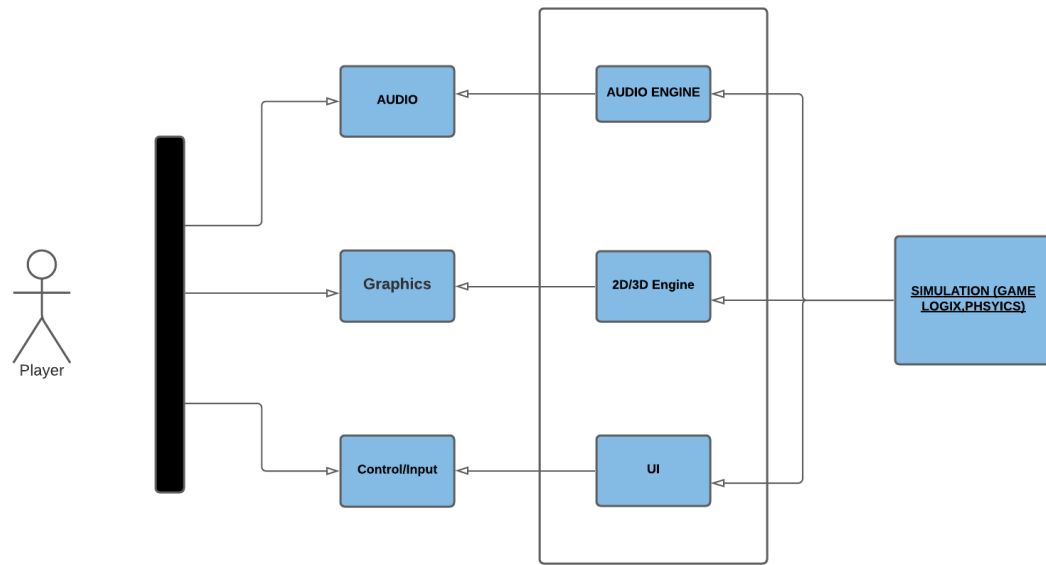 AUDIO
AUDIO ENGINE
Graphics
2D/3D Engine
SIMULATION (GAME
LOGIX,PHSYICS)
Player
Control/Input
UI